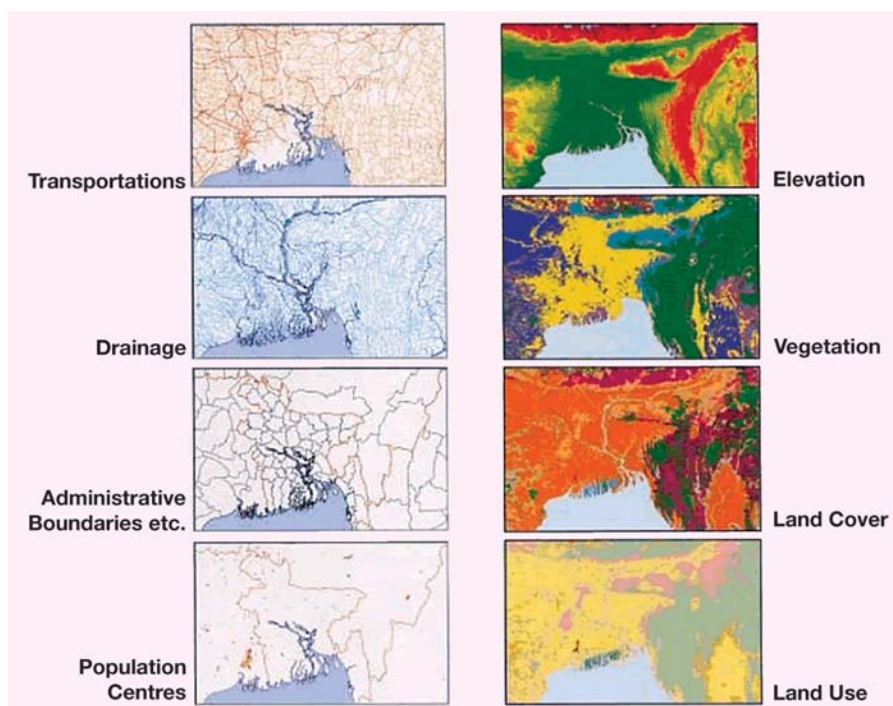 Transportations
Elevation
Drainage
Vegetation
Administrative
Boundaries etc.
Land Cover
Population
Centres
Land Use